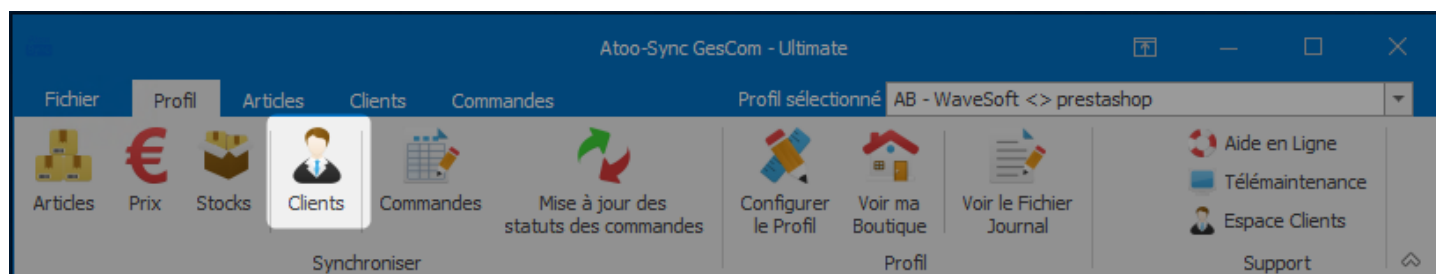 Atoo-Sync GesCom - Ultimate
Fichier Profil Articles Clients Commandes Profil sélectionné AB - WaveSoft <> prestashop
Articles Prix Stocks Clients Commandes Mise à jour des
statuts des commandes
Configurer
le Profil
Voir ma
Boutique
Voir le Fichier
Journal
Aide en Ligne
Télémaintenance
Espace Clients
Synchroniser Profil Support